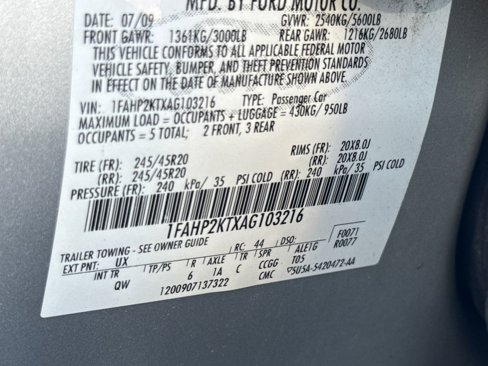 MFD. BY FORD MOTOR CO.
DATE: 07/09 GVWR: 2540KG/5600LB
FRONT GAWR: 1361KG/3000LB REAR GAWR: 1216KG/2680LB
THIS VEHICLE CONFORMS TO ALL APPLICABLE FEDERAL MOTOR
VEHICLE SAFETY, BUMPER, AND THEFT PREVENTION STANDARDS
IN EFFECT ON THE DATE OF MANUFACTURE SHOWN ABOVE.
VIN: 1FAHP2KTXAG103216 TYPE: Passenger Car
MAXIMUM LOAD = OCCUPANTS + LUGGAGE = 430KG/ 950LB
OCCUPANTS = 5 TOTAL; 2 FRONT, 3 REAR
TIRE (FR): 245/45R20 RIMS (FR): 20X8.0J
(RR): 245/45R20 (RR): 20X8.0J
PRESSURE (FR): 240 kPa/ 35 PSI COLD (RR): 240 kPa/ 35 PSI COLD
1FAHP2KTXAG103216
TRAILER TOWING - SEE OWNER GUIDE F0071
EXT PNT: UX RC: 44 DSO: R0077
INT TR TP/PS R AXLE TR SPR ALE1G
QW 6 1A C CCGG T05
1200907137322 CMC 5U5A-5420472-AA